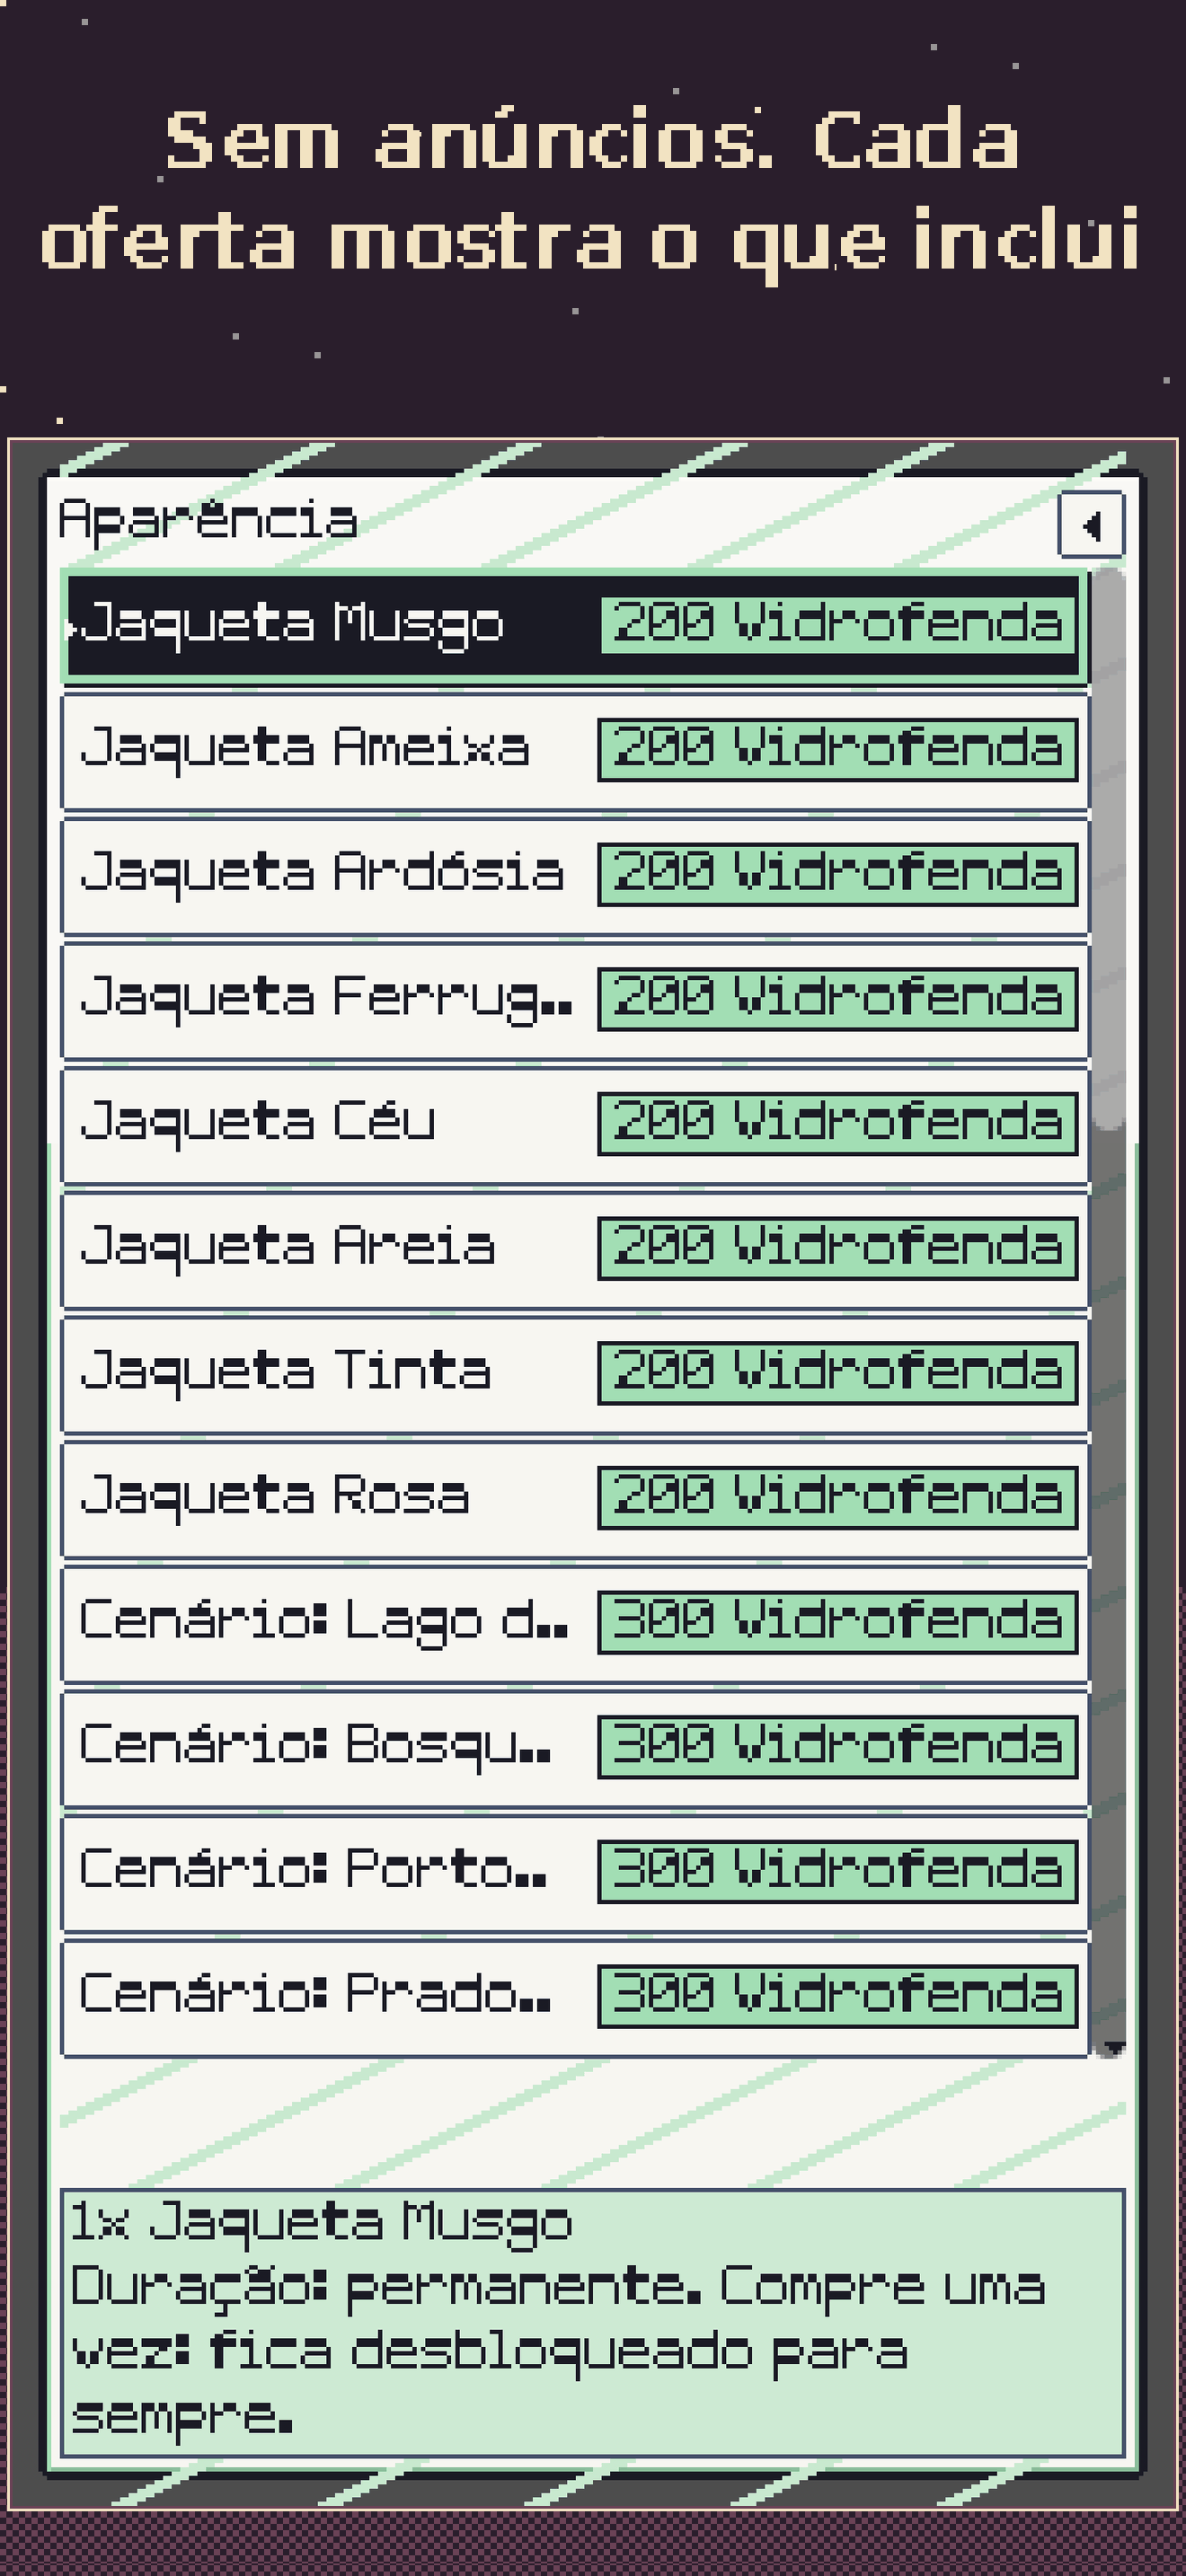 Sem anúncios. Cada
oferta mostra o que inclui
Aparência
Jaqueta Musgo 200 Vidrofenda
Jaqueta Ameixa 200 Vidrofenda
Jaqueta Ardósia 200 Vidrofenda
Jaqueta Ferrug.. 200 Vidrofenda
Jaqueta Céu 200 Vidrofenda
Jaqueta Areia 200 Vidrofenda
Jaqueta Tinta 200 Vidrofenda
Jaqueta Rosa 200 Vidrofenda
Cenário: Lago d.. 300 Vidrofenda
Cenário: Bosqu.. 300 Vidrofenda
Cenário: Porto.. 300 Vidrofenda
Cenário: Prado.. 300 Vidrofenda
1x Jaqueta Musgo
Duração: permanente. Compre uma
vez: fica desbloqueado para
sempre.